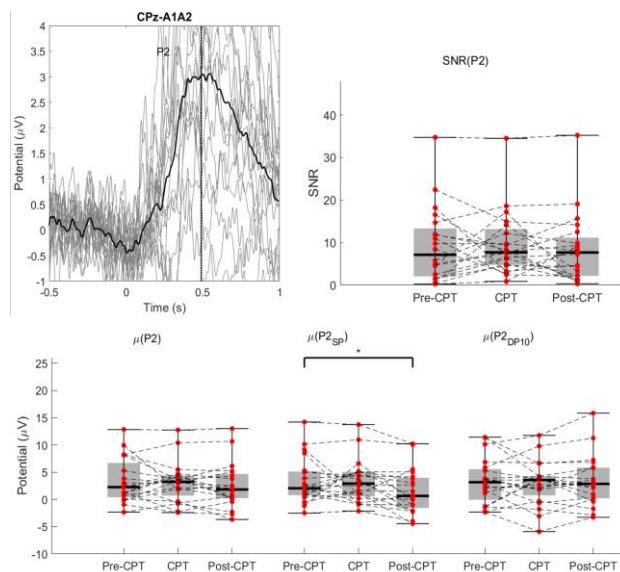 CPz-A1A2
P2
4
3.5
3
2.5
2
1.5
1
0.5
0
-0.5
-1
Potential (μV)
-0.5 0 0.5 1
Time (s)
SNR(P2)
40
30
20
10
0
SNR
Pre-CPT CPT Post-CPT
μ(P2) μ(P2SP) μ(P2DP10)
*
25
20
15
10
5
0
-5
-10
Potential (μV)
Pre-CPT CPT Post-CPT Pre-CPT CPT Post-CPT Pre-CPT CPT Post-CPT